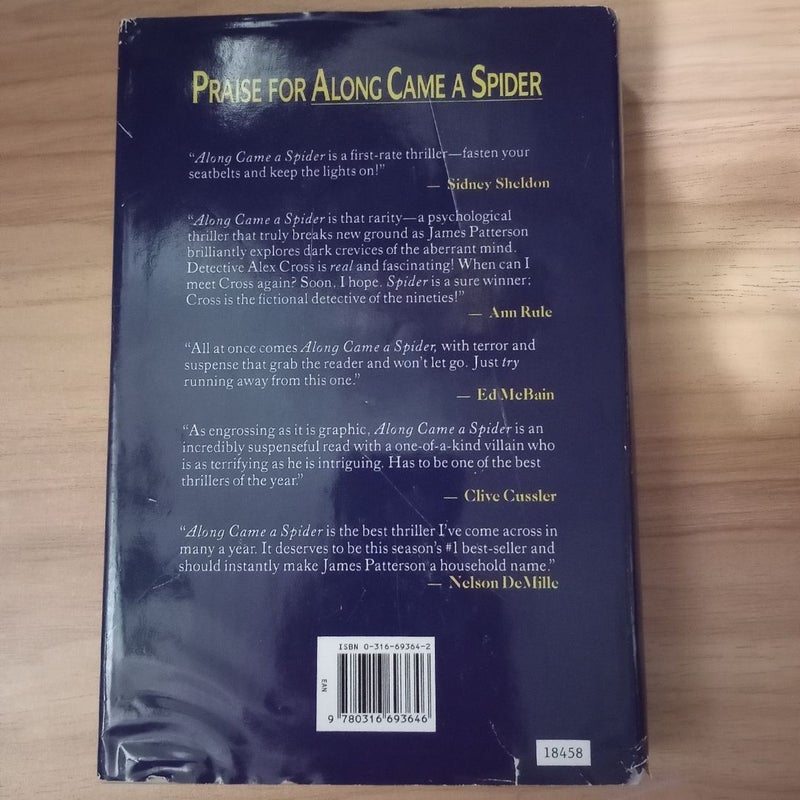 PRAISE FOR ALONG CAME A SPIDER
“Along Came a Spider is a first-rate thriller—fasten your
seatbelts and keep the lights on!”
— Sidney Sheldon
“Along Came a Spider is that rarity—a psychological
thriller that truly breaks new ground as James Patterson
brilliantly explores dark crevices of the aberrant mind.
Detective Alex Cross is real and fascinating! When can I
meet Cross again? Soon, I hope. Spider is a sure winner;
Cross is the fictional detective of the nineties!”
— Ann Rule
“All at once comes Along Came a Spider, with terror and
suspense that grab the reader and won’t let go. Just try
running away from this one.”
— Ed McBain
“As engrossing as it is graphic, Along Came a Spider is an
incredibly suspenseful read with a one-of-a-kind villain who
is as terrifying as he is intriguing. Has to be one of the best
thrillers of the year.”
— Clive Cussler
“Along Came a Spider is the best thriller I’ve come across in
many a year. It deserves to be this season’s #1 best-seller and
should instantly make James Patterson a household name.”
— Nelson DeMille
ISBN 0-316-69364-2
EAN
9 780316 693646
18458